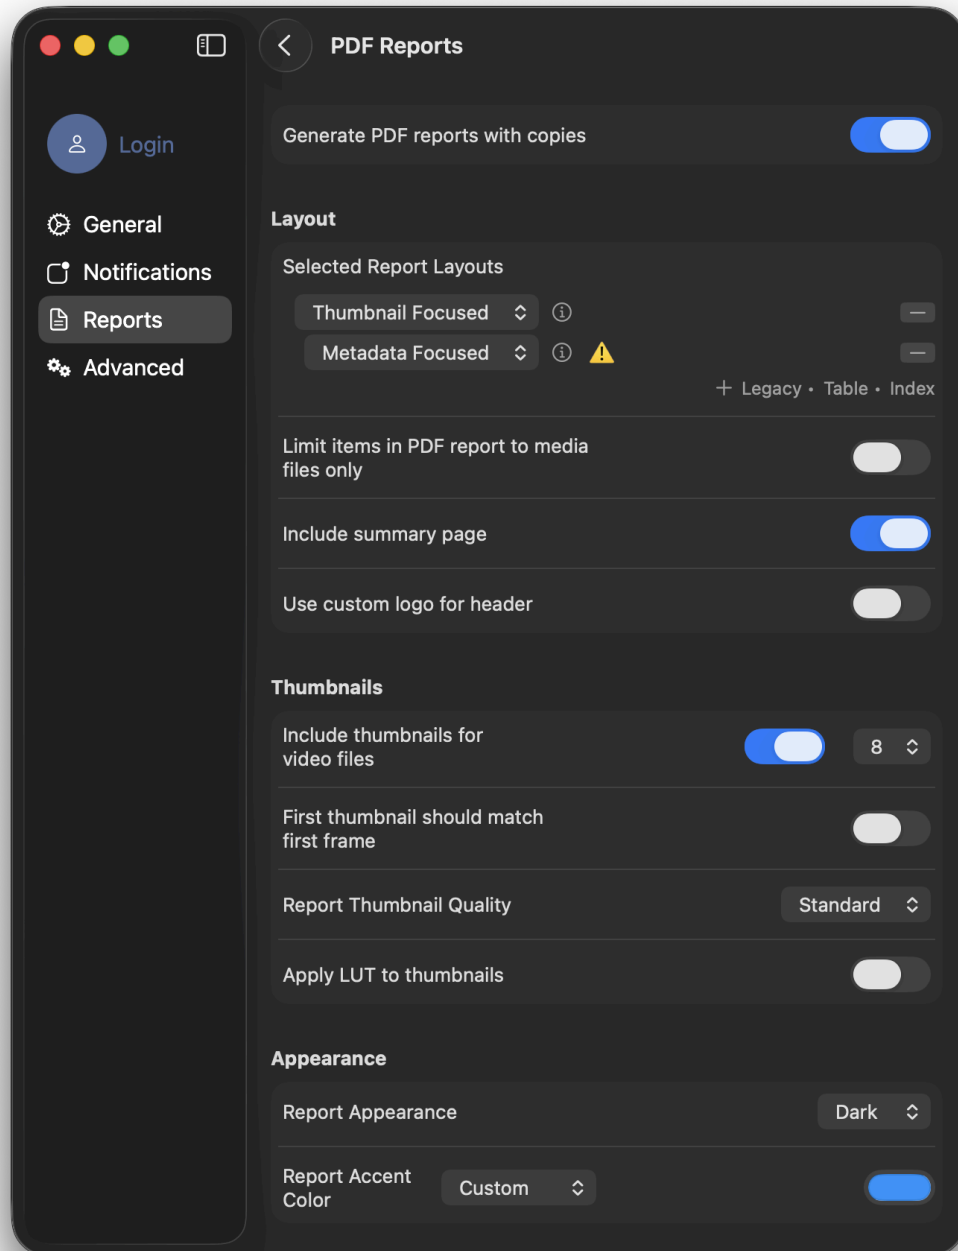 PDF Reports
Login
General
Notifications
Reports
Advanced
Generate PDF reports with copies
Layout
Selected Report Layouts
Thumbnail Focused
Metadata Focused
+ Legacy • Table • Index
Limit items in PDF report to media
files only
Include summary page
Use custom logo for header
Thumbnails
Include thumbnails for
video files
8
First thumbnail should match
first frame
Report Thumbnail Quality
Standard
Apply LUT to thumbnails
Appearance
Report Appearance
Dark
Report Accent
Color
Custom